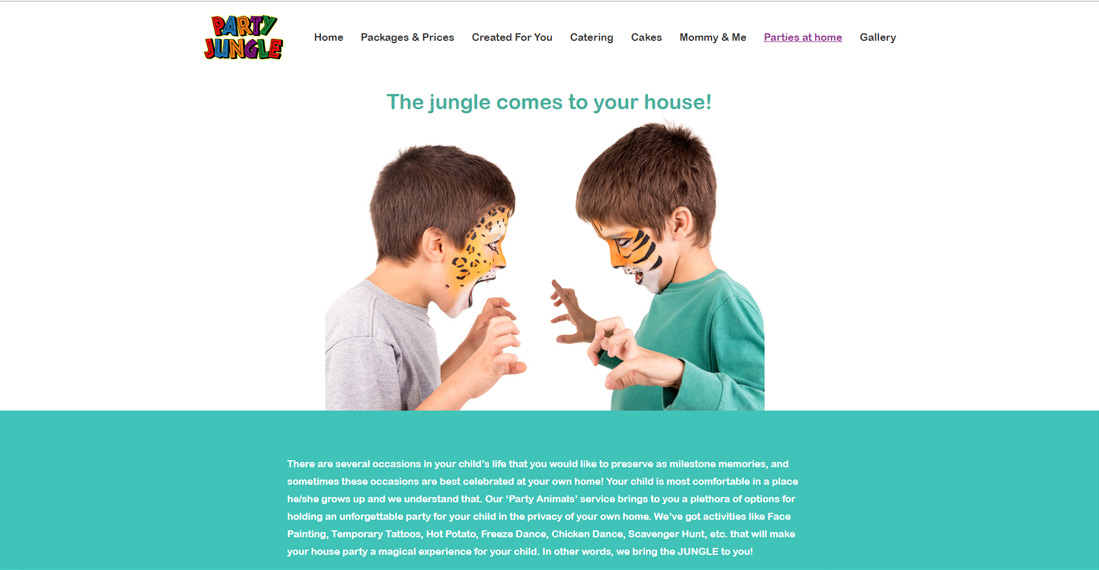 PARTY
JUNGLE
Home Packages & Prices Created For You Catering Cakes Mommy & Me Parties at home Gallery
The jungle comes to your house!
There are several occasions in your child's life that you would like to preserve as milestone memories, and
sometimes these occasions are best celebrated at your own home! Your child is most comfortable in a place
he/she grows up and we understand that. Our ‘Party Animals’ service brings to you a plethora of options for
holding an unforgettable party for your child in the privacy of your own home. We've got activities like Face
Painting, Temporary Tattoos, Hot Potato, Freeze Dance, Chicken Dance, Scavenger Hunt, etc. that will make
your house party a magical experience for your child. In other words, we bring the JUNGLE to you!